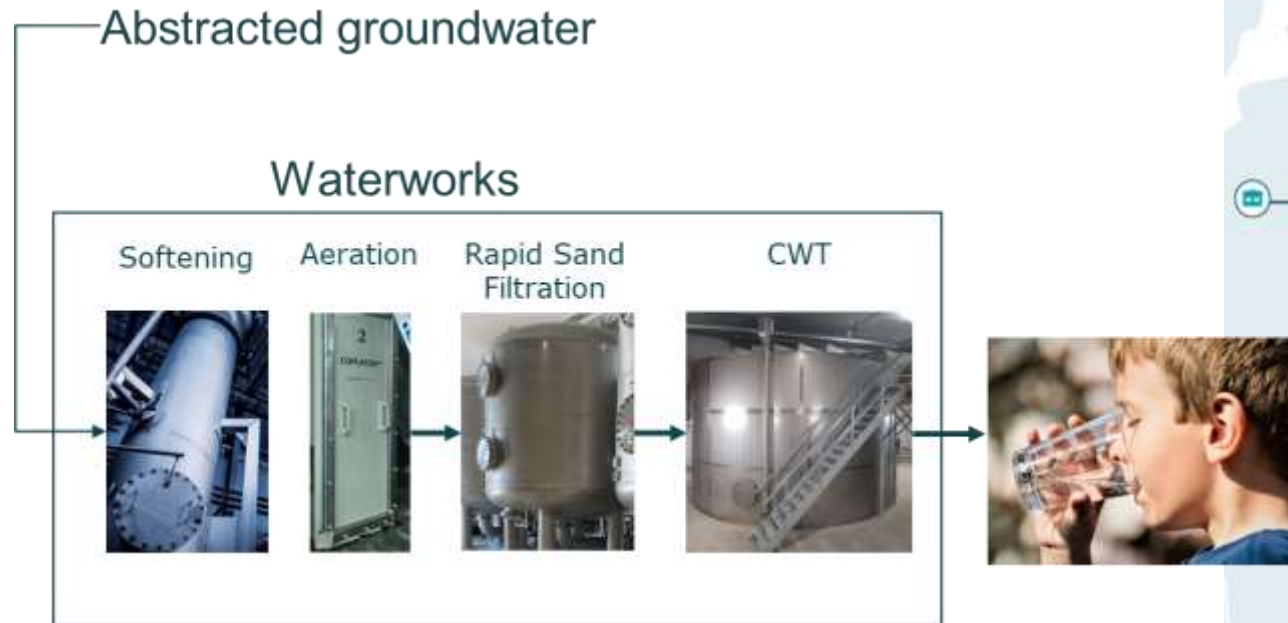 Abstracted groundwater
Waterworks
Softening
Aeration
Rapid Sand
Filtration
CWT
2